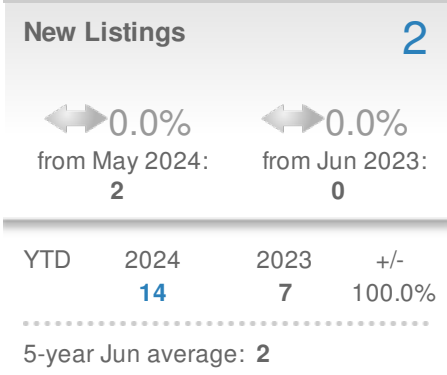 New Listings 2
0.0% 0.0%
from May 2024: from Jun 2023:
2 0
YTD 2024 2023 +/-
14 7 100.0%
5-year Jun average: 2